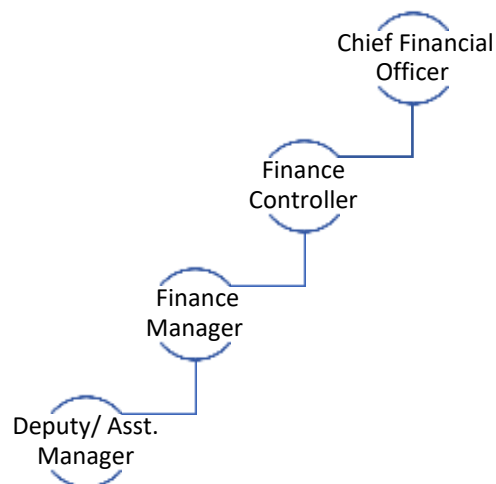 Chief Financial
Officer
Finance
Controller
Finance
Manager
Deputy/ Asst.
Manager